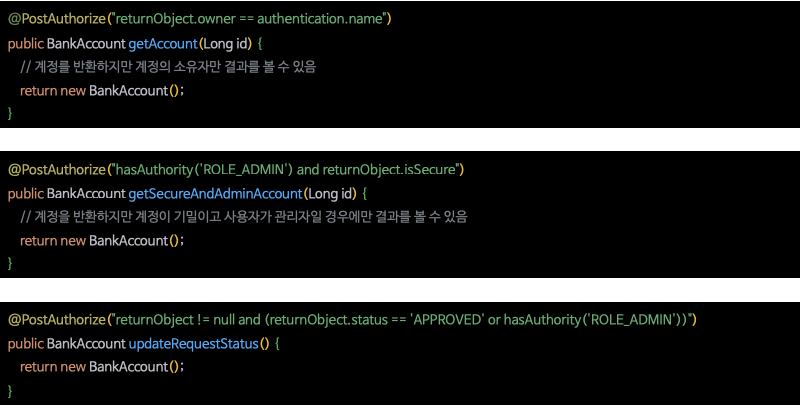 @PostAuthorize("returnObject.owner == authentication.name")
public BankAccount getAccount(Long id) {
// 계정를 반환하지만 계정의 소유자만 결과를 볼 수 있음
return new BankAccount();
}
@PostAuthorize("hasAuthority('ROLE_ADMIN') and returnObject.isSecure")
public BankAccount getSecureAndAdminAccount(Long id) {
// 계정을 반환하지만 계정이 기밀이고 사용자가 관리자일 경우에만 결과를 볼 수 있음
return new BankAccount();
}
@PostAuthorize("returnObject != null and (returnObject.status == 'APPROVED' or hasAuthority('ROLE_ADMIN'))")
public BankAccount updateRequestStatus() {
return new BankAccount();
}